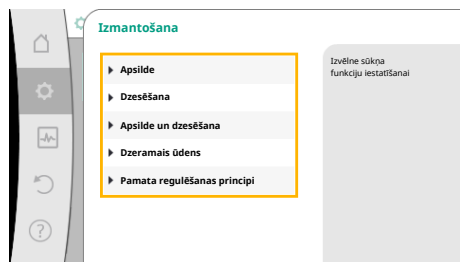 Izmantošana
Apsilde
Dzesēšana
Apsilde un dzesēšana
Dzeramais ūdens
Pamata regulēšanas principi
Izvēlne sūkņa
funkciju iestatīšanai